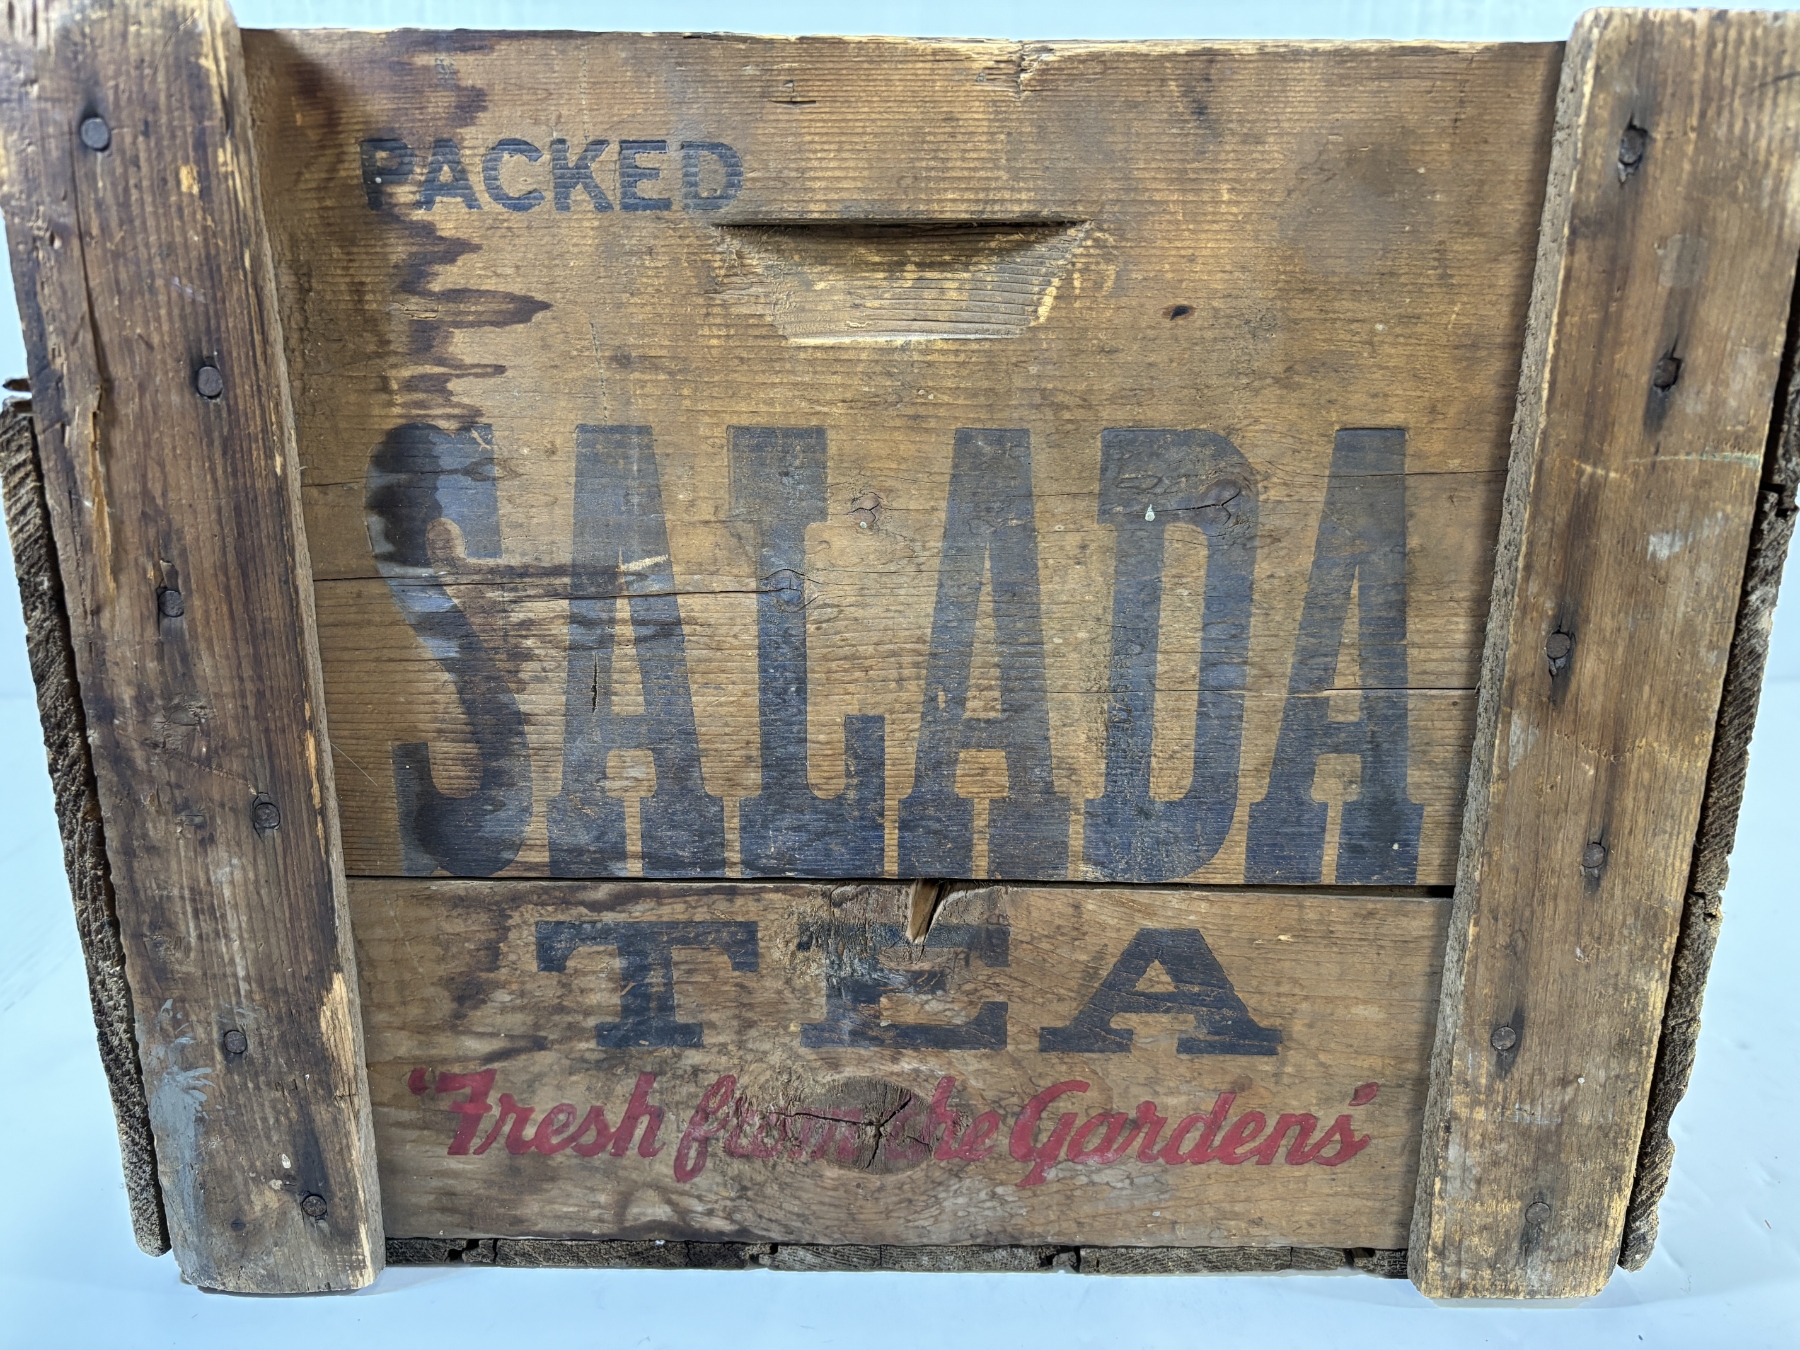 PACKED
SALADA
TEA
'Fresh from the Gardens'